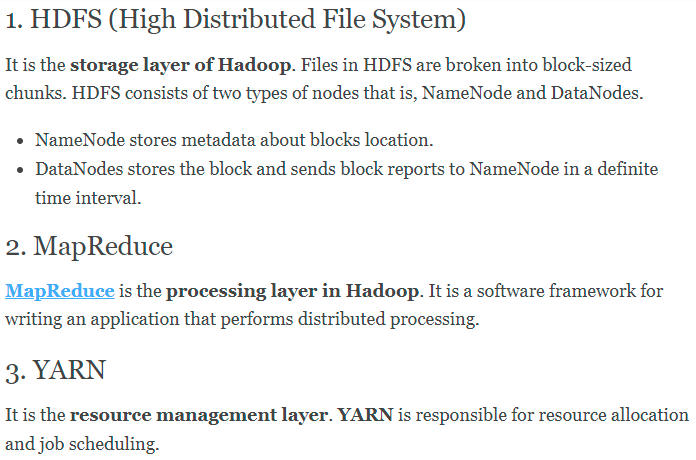 1. HDFS (High Distributed File System)
It is the storage layer of Hadoop. Files in HDFS are broken into block-sized
chunks. HDFS consists of two types of nodes that is, NameNode and DataNodes.
• NameNode stores metadata about blocks location.
• DataNodes stores the block and sends block reports to NameNode in a definite
time interval.
2. MapReduce
MapReduce is the processing layer in Hadoop. It is a software framework for
writing an application that performs distributed processing.
3. YARN
It is the resource management layer. YARN is responsible for resource allocation
and job scheduling.